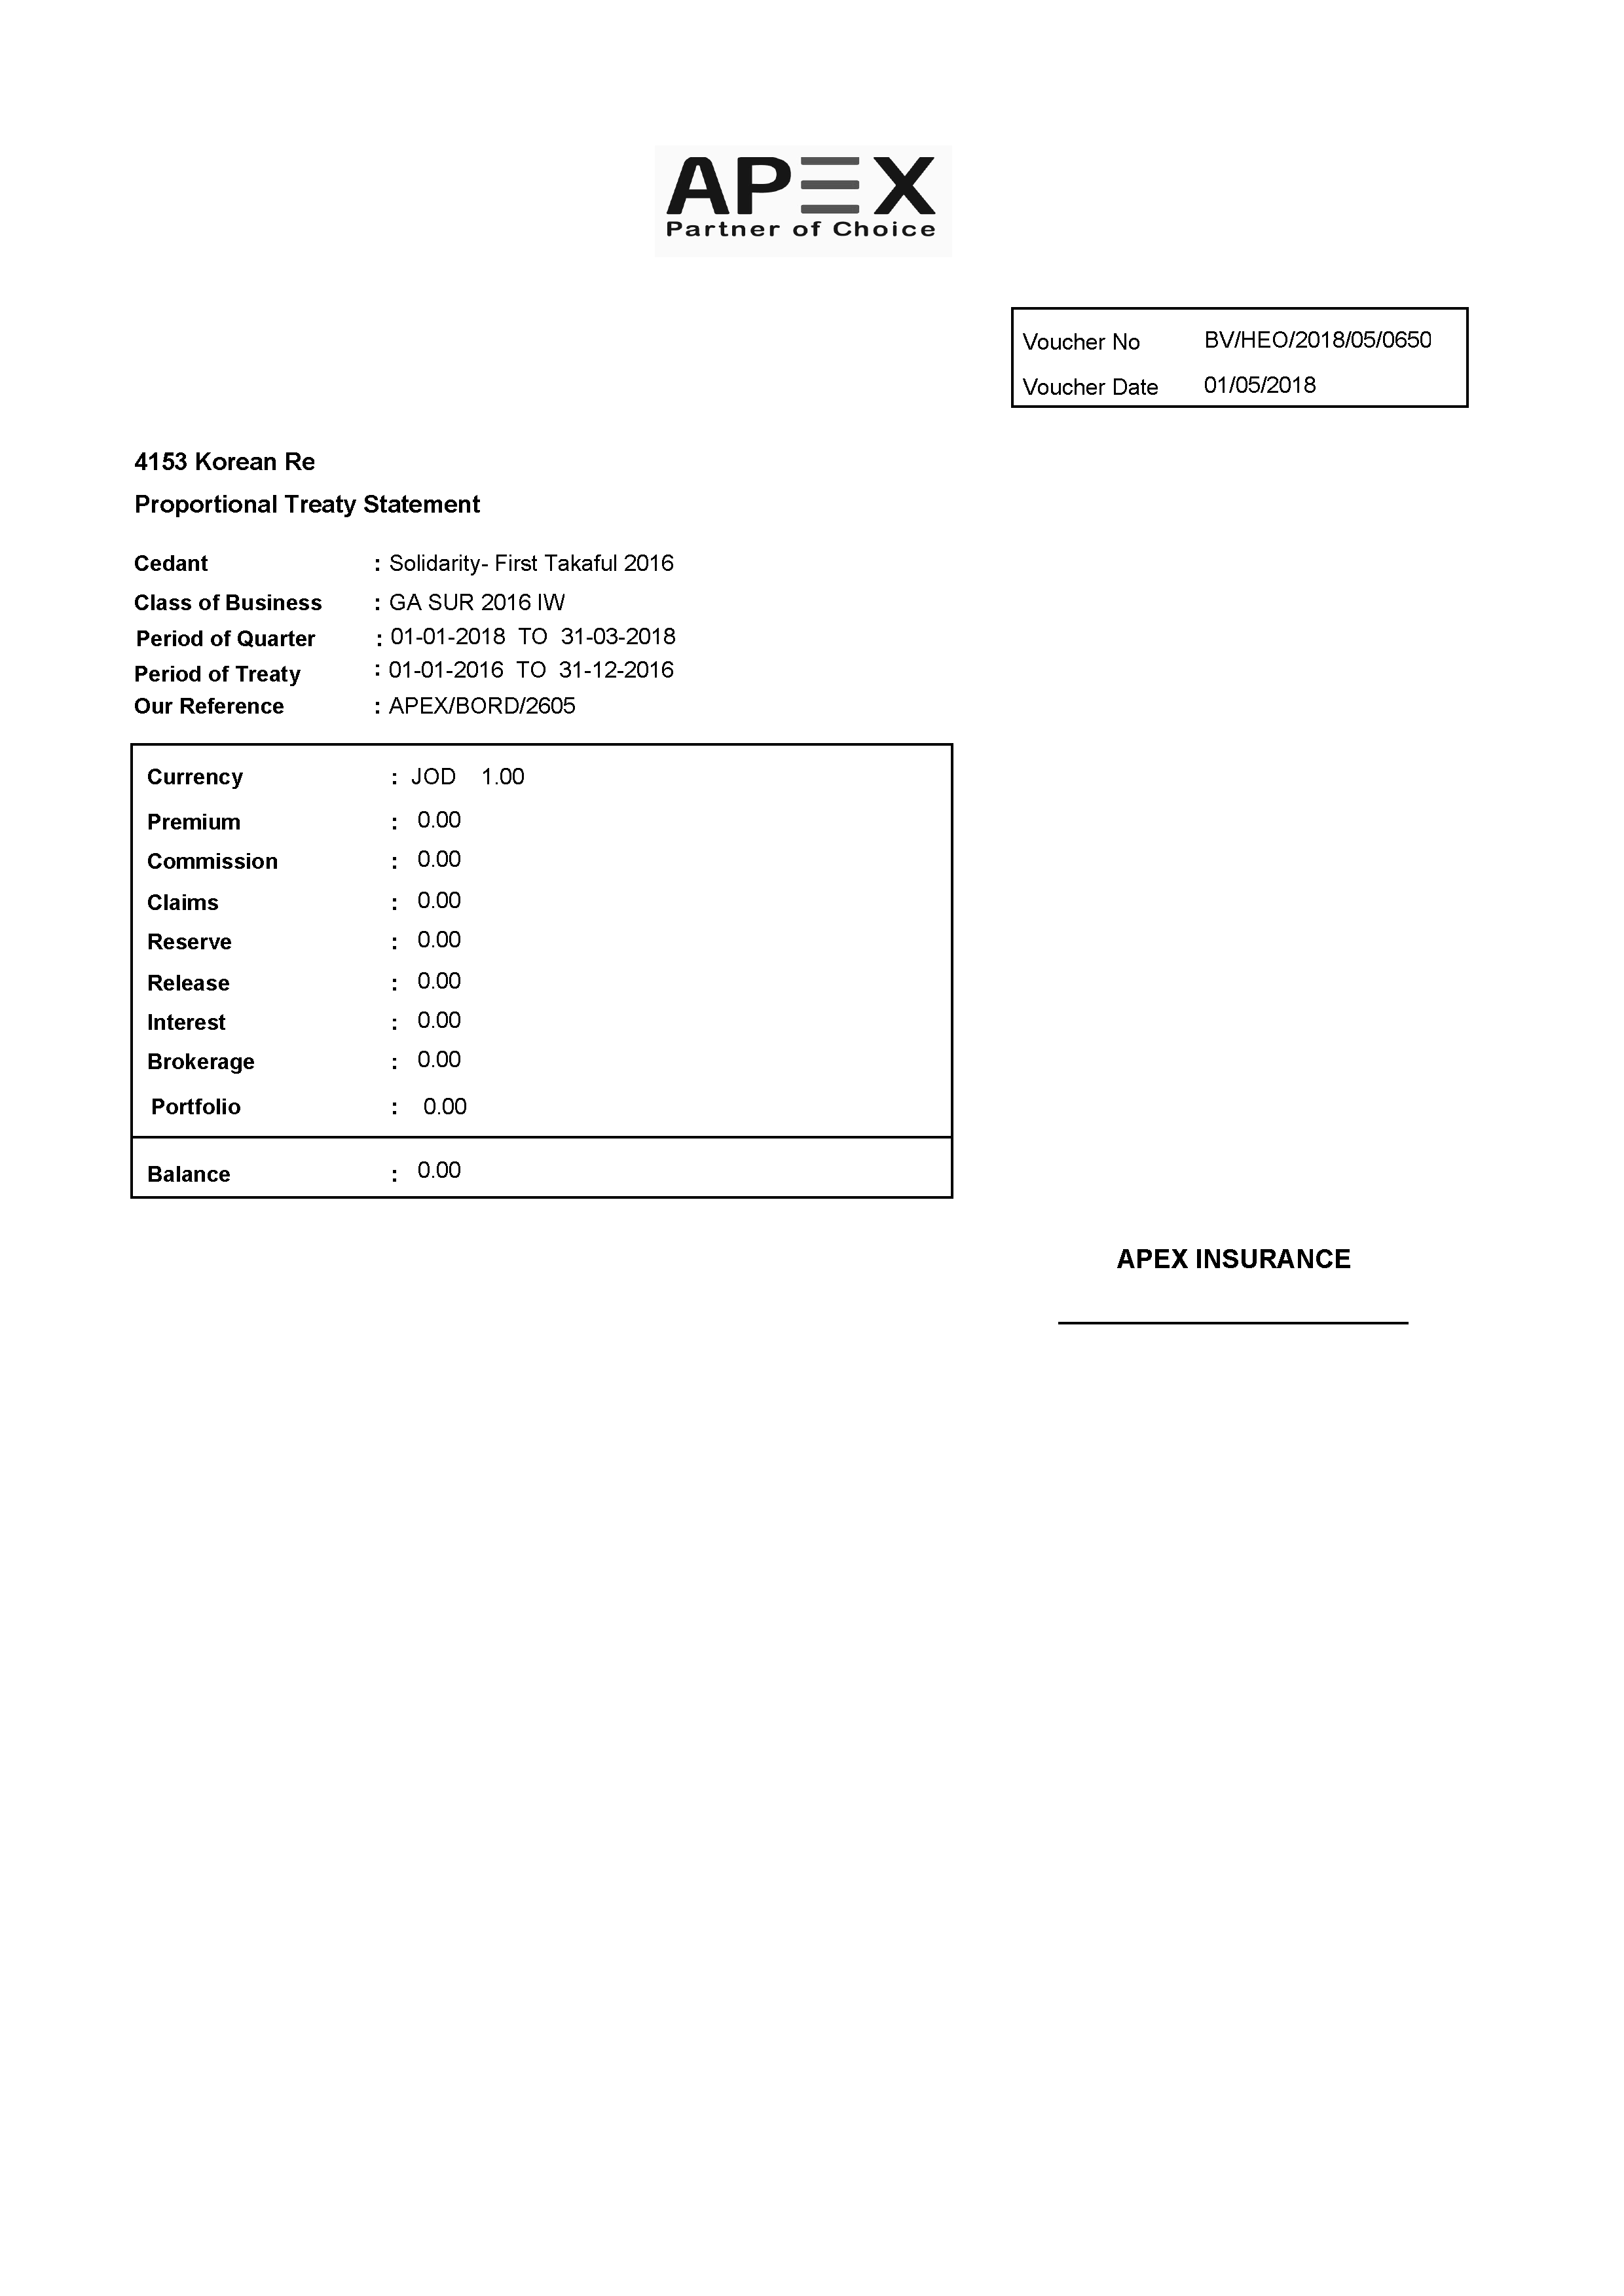 APEX
Partner of Choice
Voucher No BV/HEO/2018/05/0650
Voucher Date 01/05/2018
4153 Korean Re
Proportional Treaty Statement
Cedant : Solidarity- First Takaful 2016
Class of Business : GA SUR 2016 IW
Period of Quarter : 01-01-2018 TO 31-03-2018
Period of Treaty : 01-01-2016 TO 31-12-2016
Our Reference : APEX/BORD/2605
Currency : JOD 1.00
Premium : 0.00
Commission : 0.00
Claims : 0.00
Reserve : 0.00
Release : 0.00
Interest : 0.00
Brokerage : 0.00
Portfolio : 0.00
Balance : 0.00
APEX INSURANCE